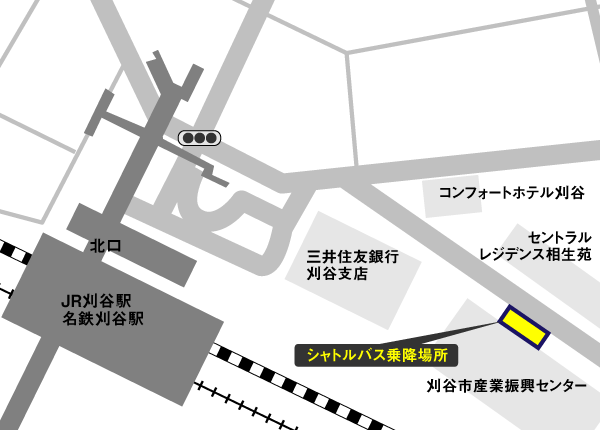 コンフォートホテル刈谷
セントラル
レジデンス相生苑
北口
三井住友銀行
刈谷支店
JR刈谷駅
名鉄刈谷駅
シャトルバス乗降場所
刈谷市産業振興センター